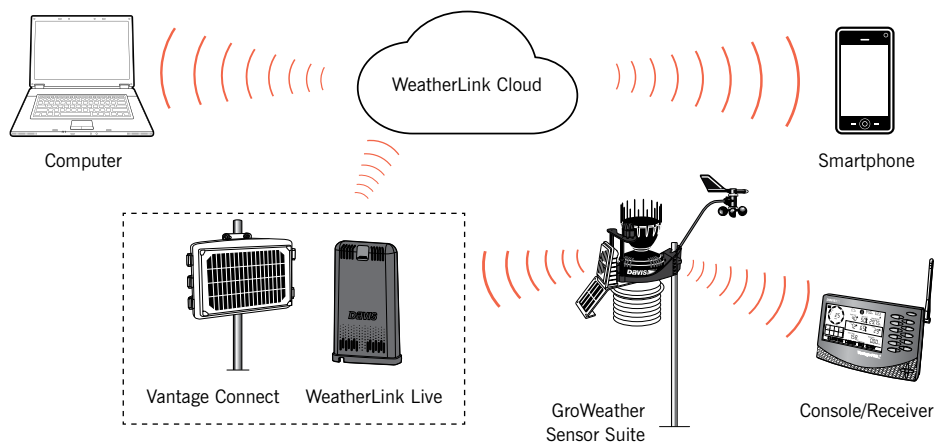 WeatherLink Cloud
Computer
Smartphone
DAVIS
DAVIS
Vantage Connect
WeatherLink Live
GroWeather
Sensor Suite
Console/Receiver